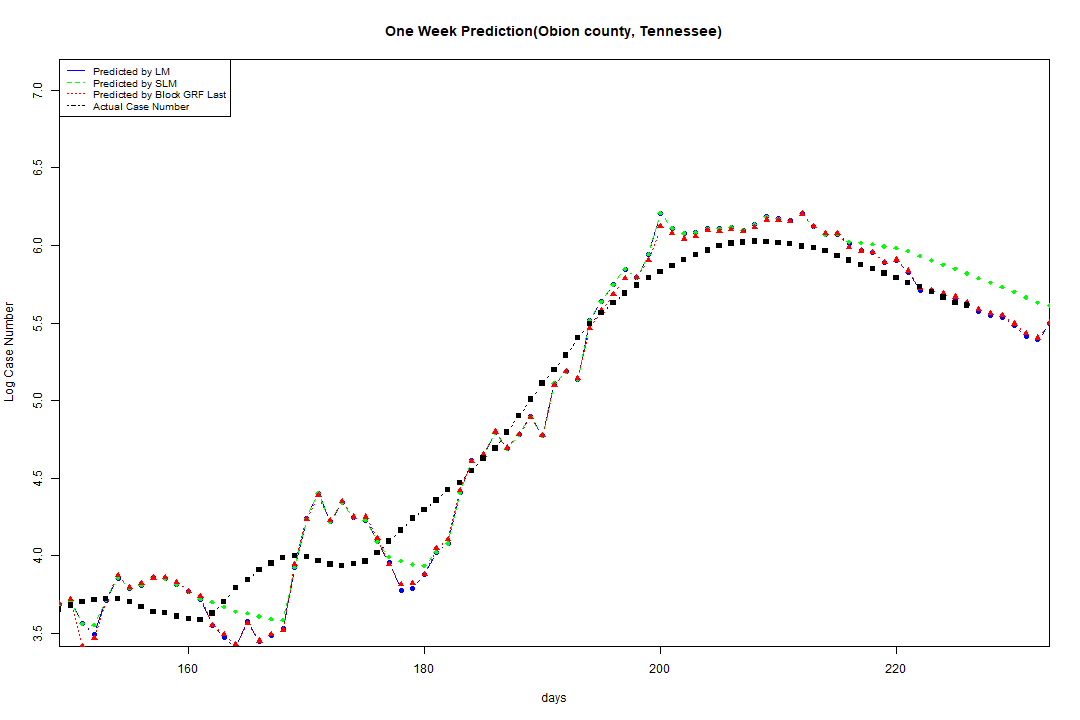 One Week Prediction(Obion county, Tennessee)
Predicted by LM
Predicted by SLM
Predicted by Block GRF Last
Actual Case Number
7.0
6.5
6.0
5.5
5.0
4.5
4.0
3.5
Log Case Number
160 180 200 220
days